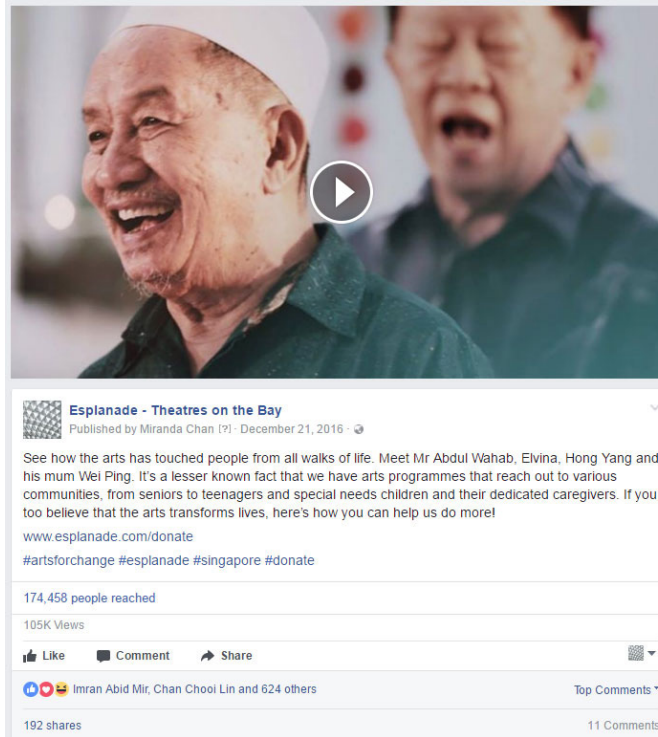 Esplanade - Theatres on the Bay
Published by Miranda Chan [?] · December 21, 2016 ·
See how the arts has touched people from all walks of life. Meet Mr Abdul Wahab, Elvina, Hong Yang and
his mum Wei Ping. It's a lesser known fact that we have arts programmes that reach out to various
communities, from seniors to teenagers and special needs children and their dedicated caregivers. If you
too believe that the arts transforms lives, here's how you can help us do more!
www.esplanade.com/donate
#artsforchange #esplanade #singapore #donate
174,458 people reached
105K Views
Like Comment Share
Imran Abid Mir, Chan Chooi Lin and 624 others Top Comments
192 shares 11 Comments